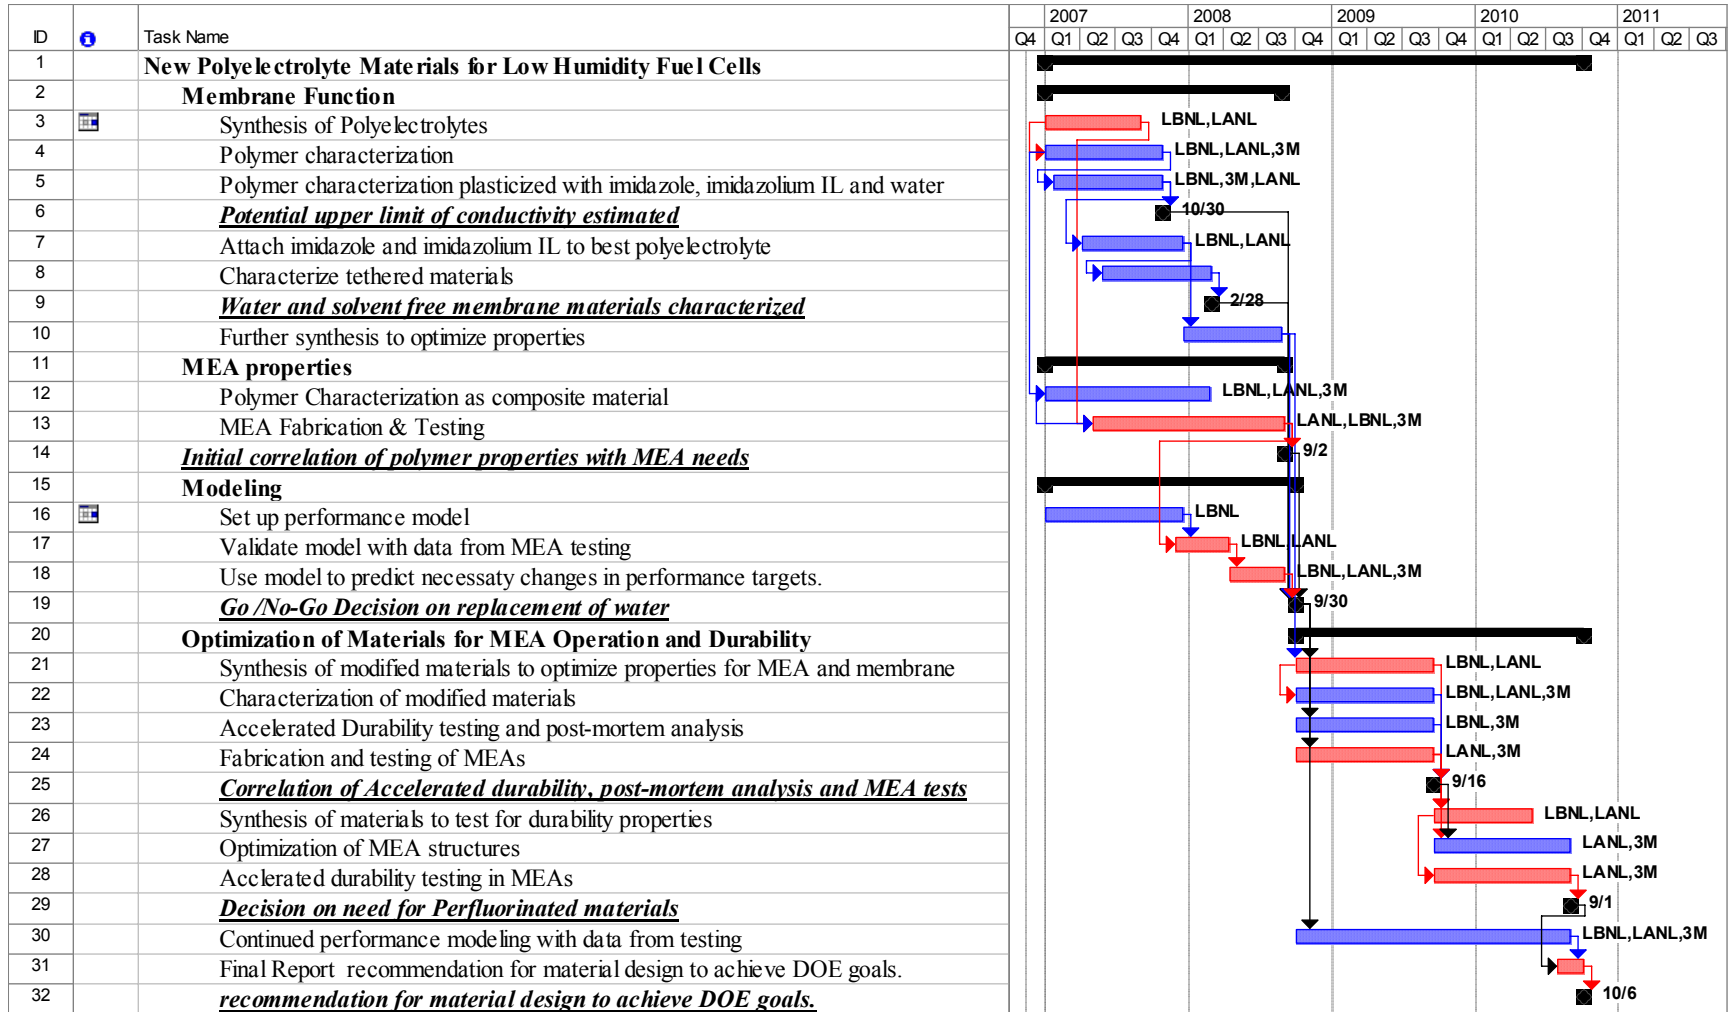 2007 2008 2009 2010 2011
ID Task Name Q4 Q1 Q2 Q3 Q4 Q1 Q2 Q3 Q4 Q1 Q2 Q3 Q4 Q1 Q2 Q3 Q4 Q1 Q2 Q3
1 New Polyelectrolyte Materials for Low Humidity Fuel Cells
2 Membrane Function
3 Synthesis of Polyelectrolytes LBNL,LANL
4 Polymer characterization LBNL,LANL,3M
5 Polymer characterization plasticized with imidazole, imidazolium IL and water LBNL,3M,LANL
6 Potential upper limit of conductivity estimated 10/30
7 Attach imidazole and imidazolium IL to best polyelectrolyte LBNL,LANL
8 Characterize tethered materials
9 Water and solvent free membrane materials characterized 2/28
10 Further synthesis to optimize properties
11 MEA properties
12 Polymer Characterization as composite material LBNL,LANL,3M
13 MEA Fabrication & Testing LANL,LBNL,3M
14 Initial correlation of polymer properties with MEA needs 9/2
15 Modeling
16 Set up performance model LBNL
17 Validate model with data from MEA testing LBNL,LANL
18 Use model to predict necessaty changes in performance targets. LBNL,LANL,3M
19 Go /No-Go Decision on replacement of water 9/30
20 Optimization of Materials for MEA Operation and Durability
21 Synthesis of modified materials to optimize properties for MEA and membrane LBNL,LANL
22 Characterization of modified materials LBNL,LANL,3M
23 Accelerated Durability testing and post-mortem analysis LBNL,3M
24 Fabrication and testing of MEAs LANL,3M
25 Correlation of Accelerated durability, post-mortem analysis and MEA tests 9/16
26 Synthesis of materials to test for durability properties LBNL,LANL
27 Optimization of MEA structures LANL,3M
28 Acclerated durability testing in MEAs LANL,3M
29 Decision on need for Perfluorinated materials 9/1
30 Continued performance modeling with data from testing LBNL,LANL,3M
31 Final Report recommendation for material design to achieve DOE goals.
32 recommendation for material design to achieve DOE goals. 10/6